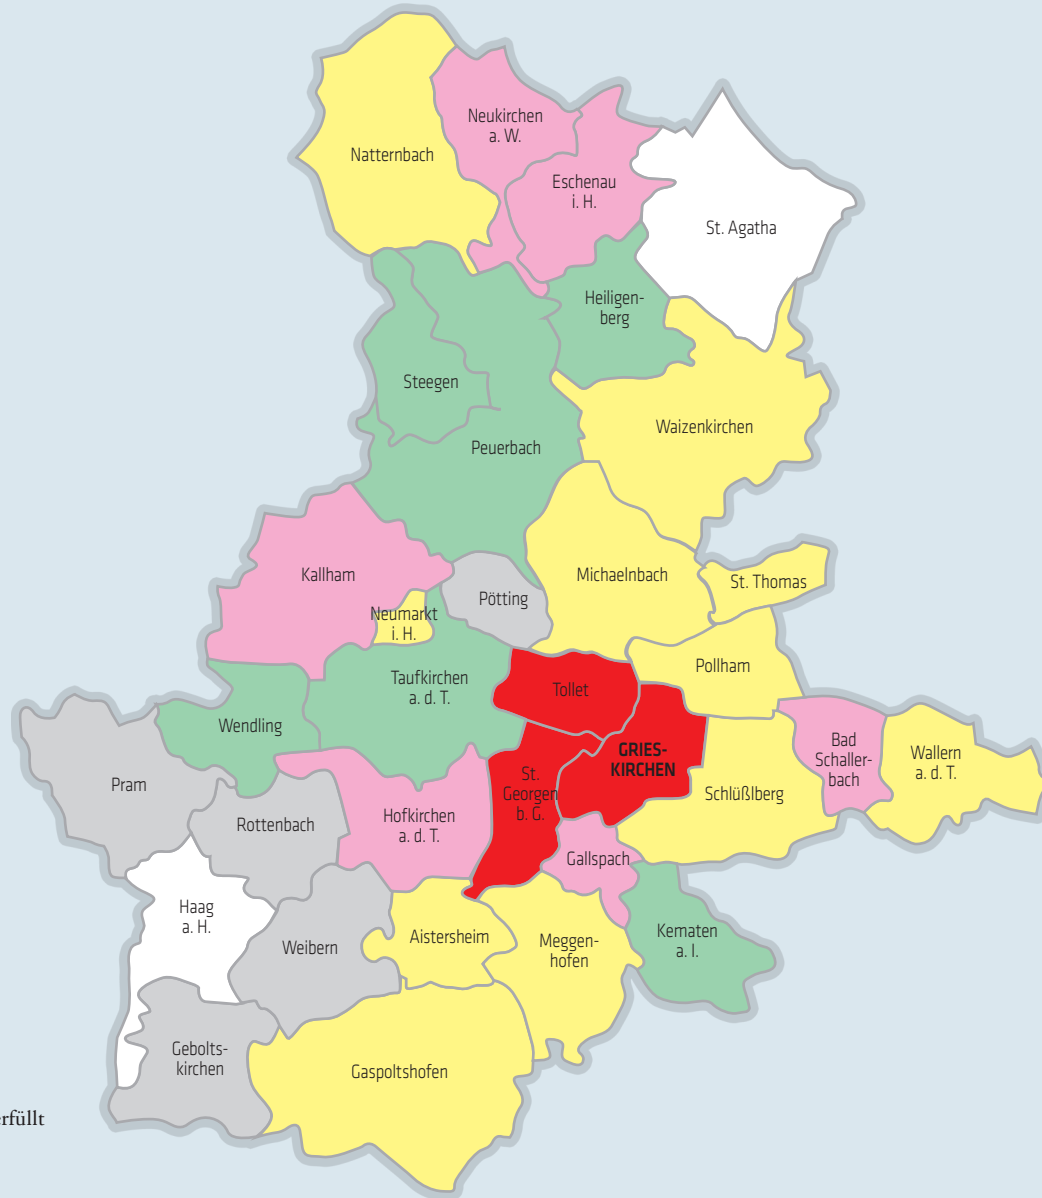 Neukirchen
a. W.
Natternbach
Eschenau
i. H.
St. Agatha
Heiligen-
berg
Steegen
Waizenkirchen
Peuerbach
Kallham
Michaelnbach
St. Thomas
Pötting
Neumarkt
i. H.
Taufkirchen
a. d. T.
Pollham
Tollet
Wendling
GRIES-
KIRCHEN
Bad
Schaller-
bach
Wallern
a. d. T.
St.
Georgen
b. G.
Pram
Schlüßlberg
Rottenbach
Hofkirchen
a. d. T.
Gallspach
Haag
a. H.
Weibern
Aistersheim
Meggen-
hofen
Kematen
a. I.
Gebolts-
kirchen
Gaspoltshofen
erfüllt